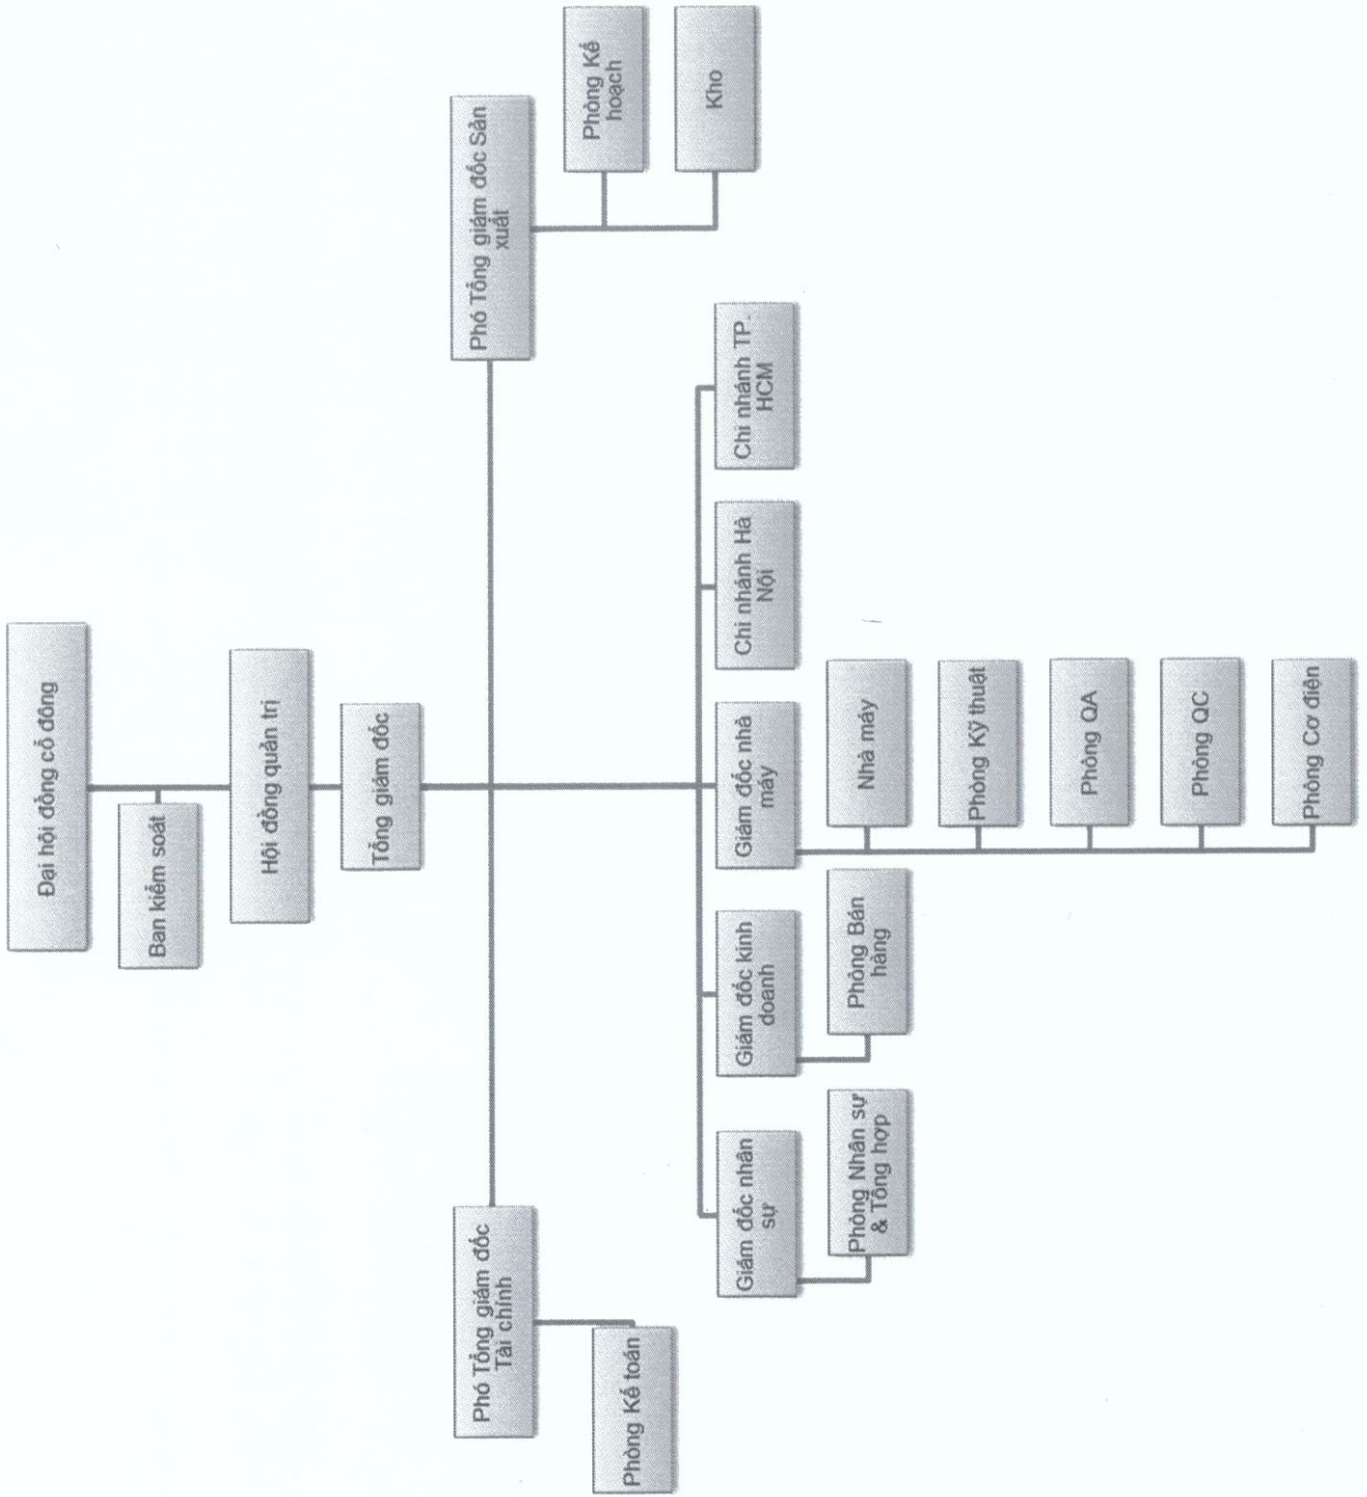 Đại hội đồng cổ đông
Ban kiểm soát
Hội đồng quản trị
Tổng giám đốc
Phó Tổng giám đốc
Tài chính
Phòng Kế toán
Phó Tổng giám đốc Sản
xuất
Phòng Kế
hoạch
Kho
Giám đốc nhân
sự
Phòng Nhân sự
& Tổng hợp
Giám đốc kinh
doanh
Phòng Bán
hàng
Giám đốc nhà
máy
Nhà máy
Phòng Kỹ thuật
Phòng QA
Phòng QC
Phòng Cơ điện
Chi nhánh Hà
Nội
Chi nhánh TP.
HCM